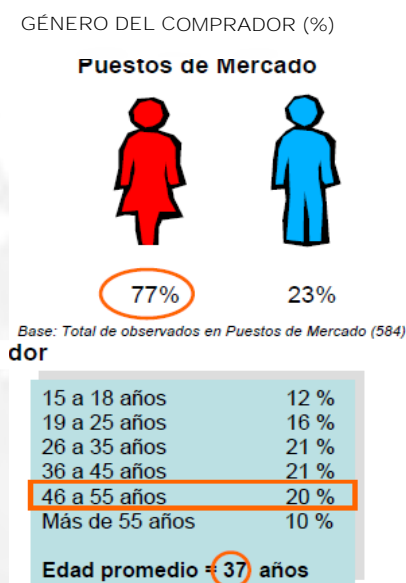 GÉNERO DEL COMPRADOR (%)
Puestos de Mercado
77% 23%
Base: Total de observados en Puestos de Mercado (584)
dor
15 a 18 años 12 %
19 a 25 años 16 %
26 a 35 años 21 %
36 a 45 años 21 %
46 a 55 años 20 %
Más de 55 años 10 %
Edad promedio = 37 años